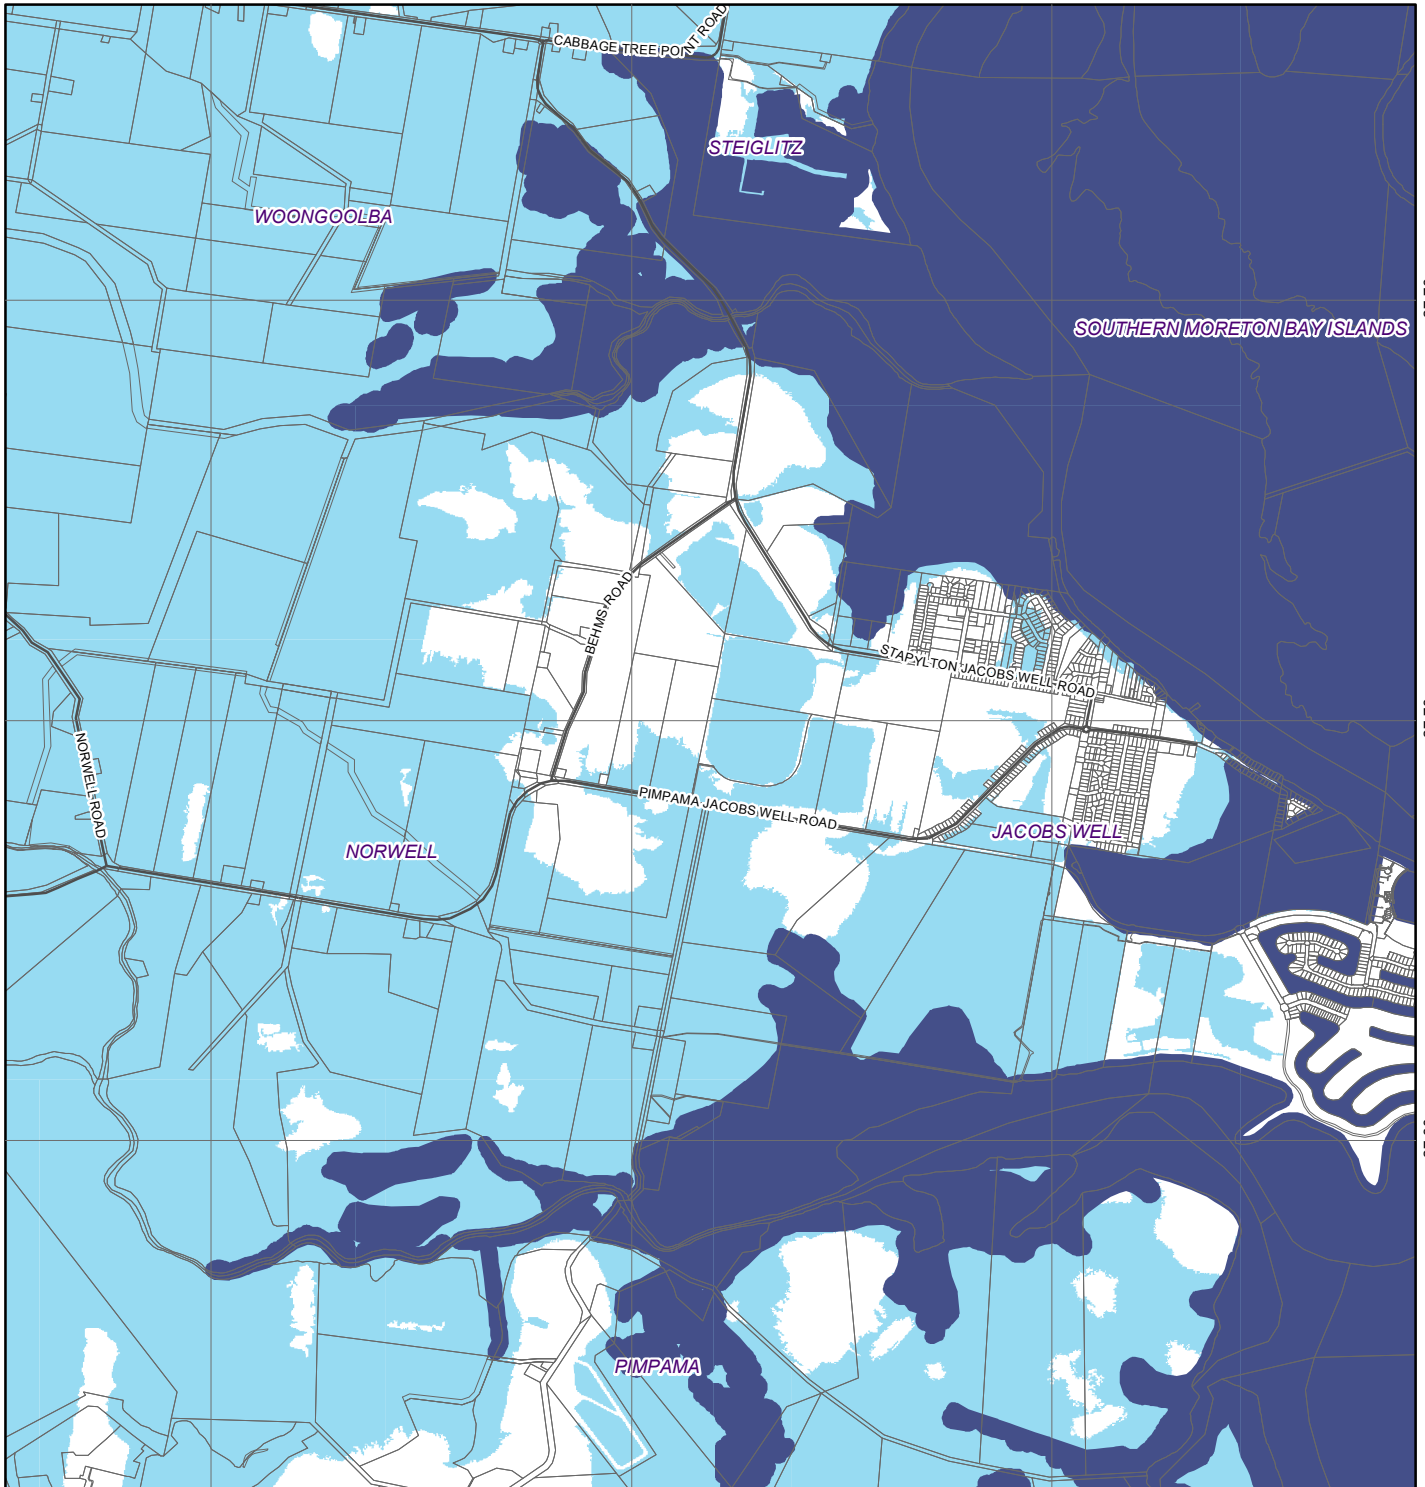 CABBAGE TREE POINT ROAD
STEIGLITZ
WOONGOOLBA
SOUTHERN MORETON BAY ISLANDS
BEHMS ROAD
STAPYLTON JACOBS WELL ROAD
NORWELL ROAD
PIMPAMA JACOBS WELL ROAD
JACOBS WELL
NORWELL
PIMPAMA